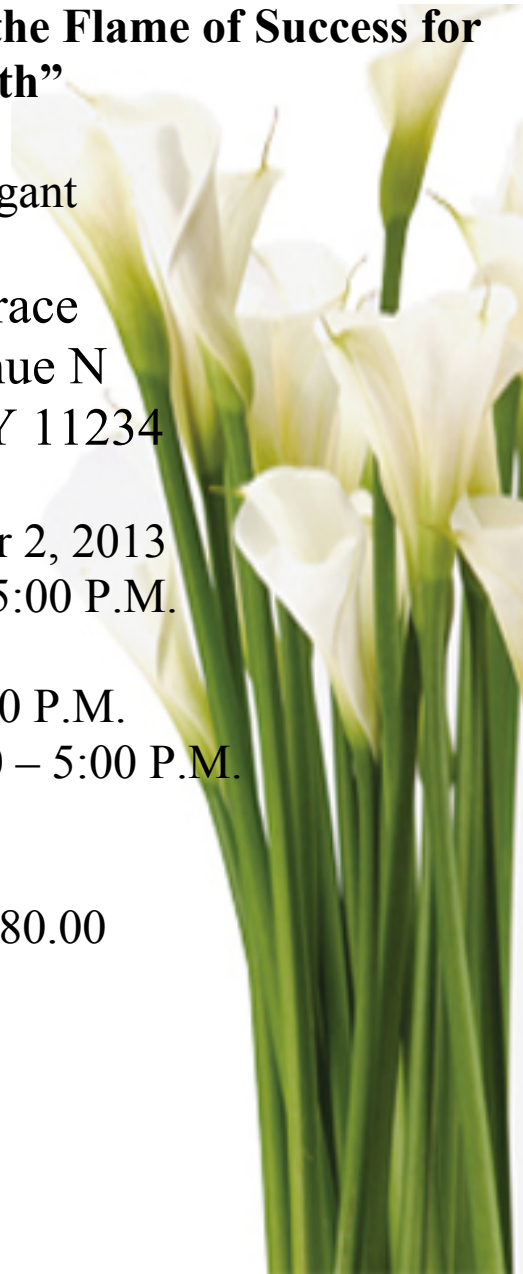 the Flame of Success for
th”
gant
race
nue N
Y 11234
r 2, 2013
5:00 P.M.
0 P.M.
– 5:00 P.M.
80.00